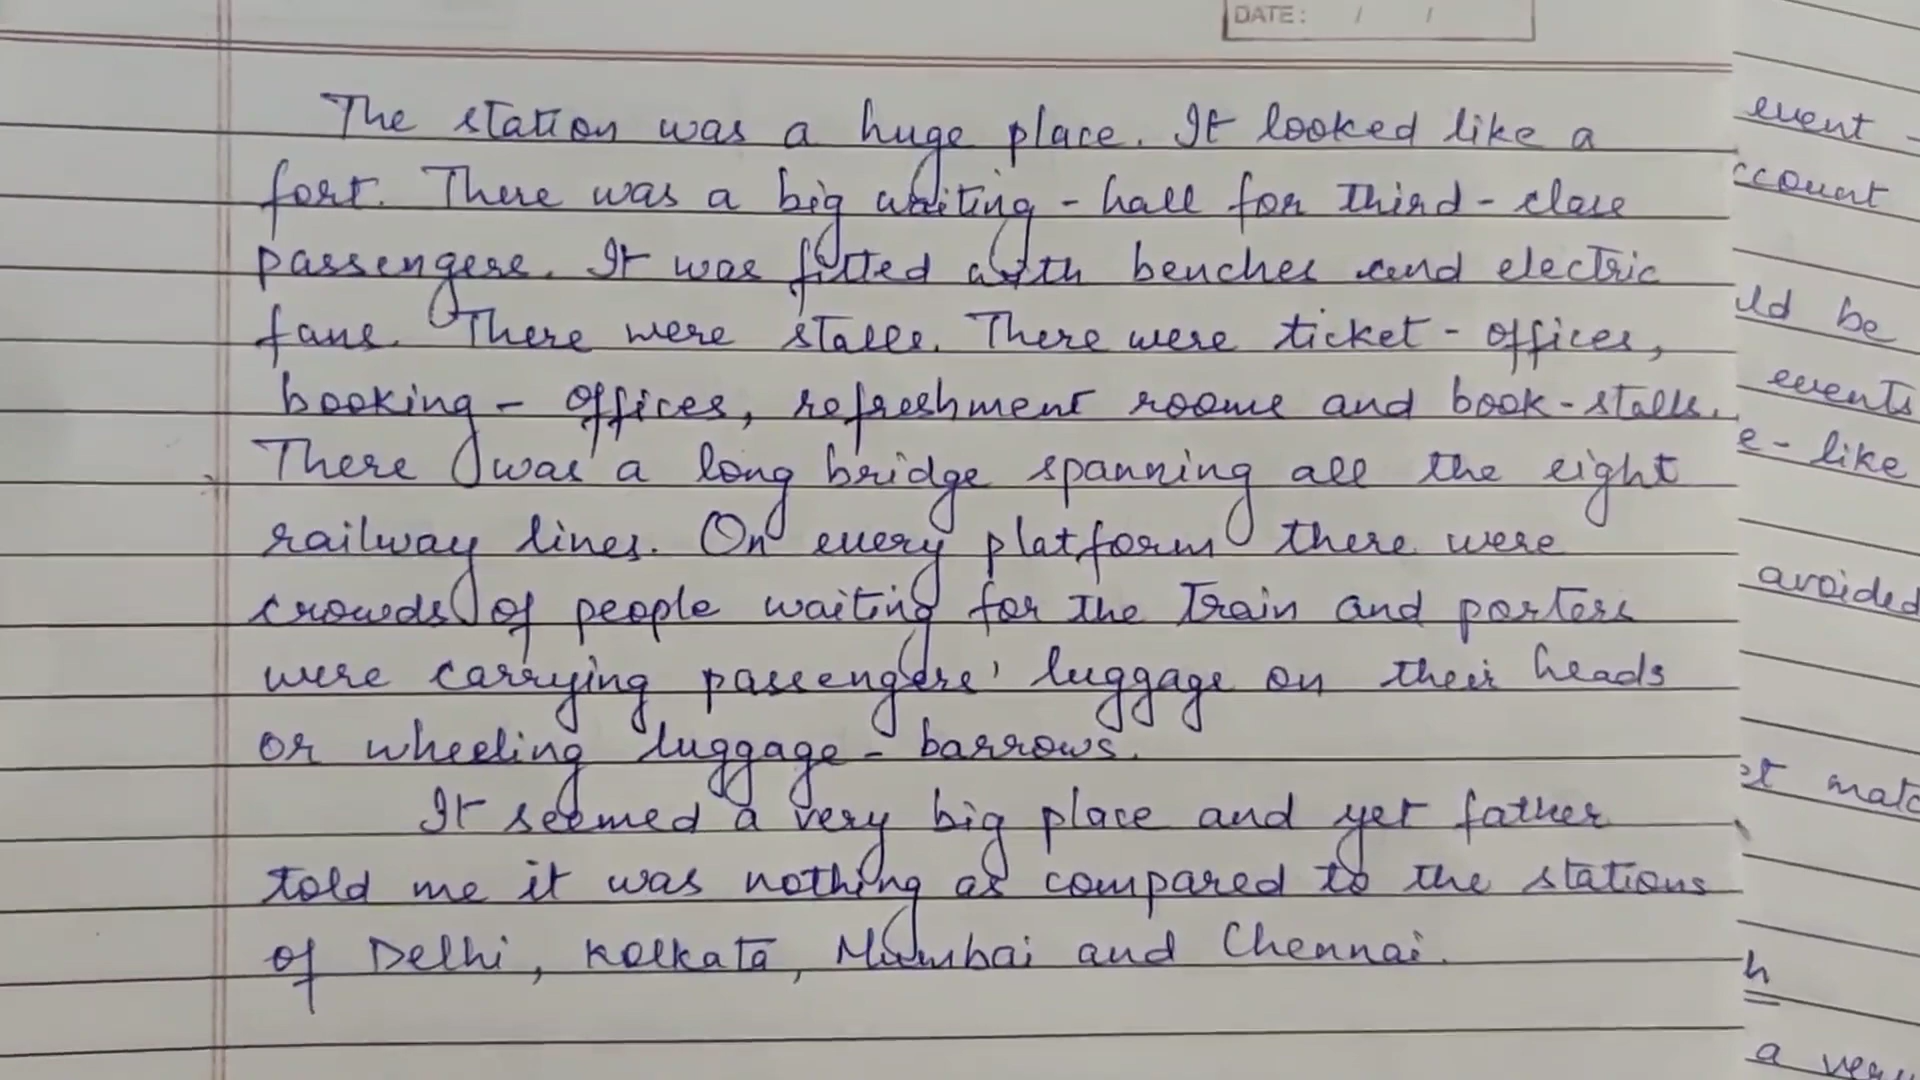 DATE: / /
The station was a huge place. It looked like a
fort. There was a big waiting-hall for third-class
passengers. It was fitted with benches and electric
fans. There were stalls. There were ticket-offices,
booking-offices, refreshment rooms and book-stalls.
There was a long bridge spanning all the eight
railway lines. On every platform there were
crowds of people waiting for the train and porters
were carrying passengers' luggage on their heads
or wheeling luggage-barrows.
It seemed a very big place and yet father
told me it was nothing as compared to the stations
of Delhi, Kolkata, Mumbai and Chennai.
event -
ccount
uld be
events
e-like
avoided
h
a very